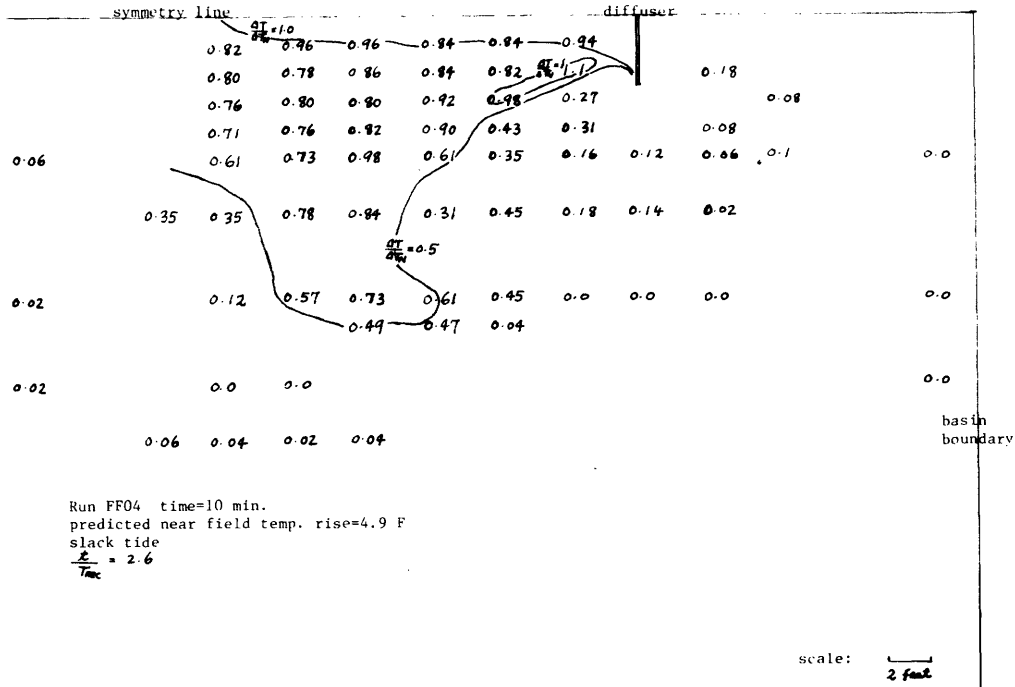 symmetry line diffuser
ΔT/ΔT_N = 1.0
0.82 0.96 0.96 0.84 0.84 0.94
0.80 0.78 0.86 0.84 0.82 ΔT/ΔT_N = 1 1.1 0.18
0.76 0.80 0.80 0.92 0.98 0.27 0.08
0.71 0.76 0.82 0.90 0.43 0.31 0.08
0.06 0.61 0.73 0.98 0.61 0.35 0.16 0.12 0.06 0.1 0.0
0.35 0.35 0.78 0.84 0.31 0.45 0.18 0.14 0.02
ΔT/ΔT_N = 0.5
0.02 0.12 0.57 0.73 0.61 0.45 0.0 0.0 0.0 0.0
0.49 0.47 0.04
0.02 0.0 0.0 0.0
basin
boundary
0.06 0.04 0.02 0.04
Run FF04 time=10 min.
predicted near field temp. rise=4.9 F
slack tide
t/T_rec = 2.6
scale: 2 feet